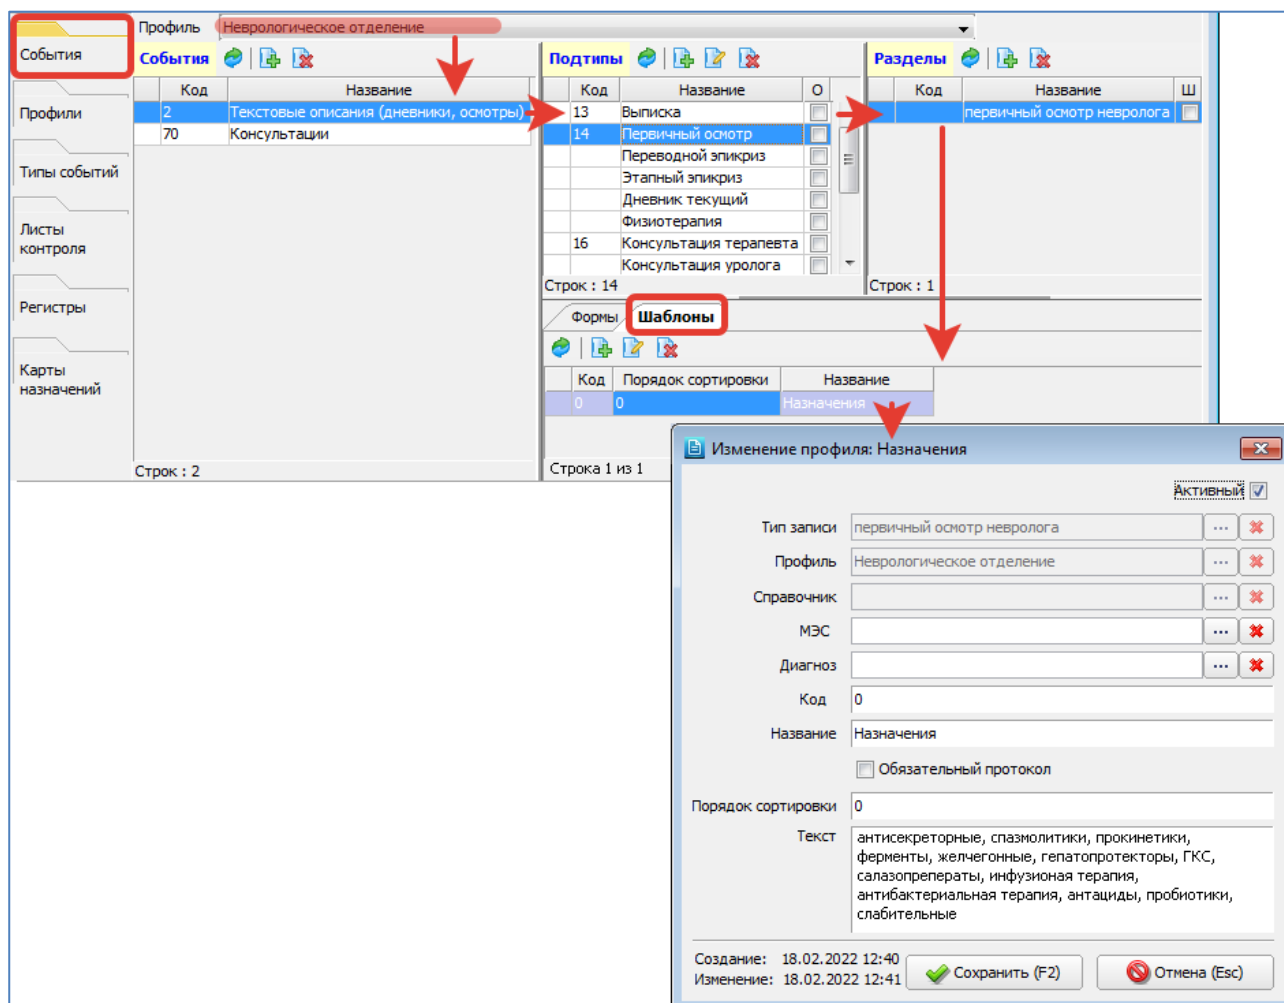 Профиль Неврологическое отделение
События
Профили
Типы событий
Листы
контроля
Регистры
Карты
назначений
События
Код Название
2 Текстовые описания (дневники, осмотры)
70 Консультации
Строк : 2
Подтипы
Код Название О
13 Выписка
14 Первичный осмотр
Переводной эпикриз
Этапный эпикриз
Дневник текущий
Физиотерапия
16 Консультация терапевта
Консультация уролога
Строк : 14
Разделы
Код Название Ш
первичный осмотр невролога
Строк : 1
Формы Шаблоны
Код Порядок сортировки Название
0 0 Назначения
Строка 1 из 1
Изменение профиля: Назначения
Активный
Тип записи первичный осмотр невролога
Профиль Неврологическое отделение
Справочник
МЭС
Диагноз
Код 0
Название Назначения
Обязательный протокол
Порядок сортировки 0
Текст антисекреторные, спазмолитики, прокинетики,
ферменты, желчегонные, гепатопротекторы, ГКС,
салазопреператы, инфузионая терапия,
антибактериальная терапия, антациды, пробиотики,
слабительные
Создание: 18.02.2022 12:40
Изменение: 18.02.2022 12:41
Сохранить (F2) Отмена (Esc)